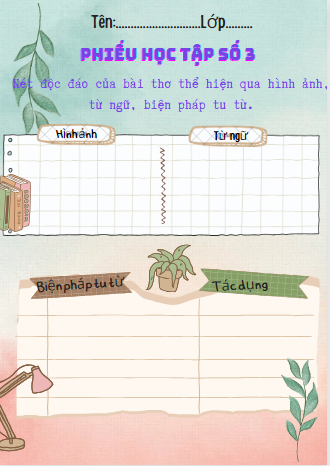 Tên:............................Lớp.........
PHIẾU HỌC TẬP SỐ 3
Nét độc đáo của bài thơ thể hiện qua hình ảnh,
từ ngữ, biện pháp tu từ.
Hình ảnh
Từ ngữ
Biện pháp tu từ
Tác dụng